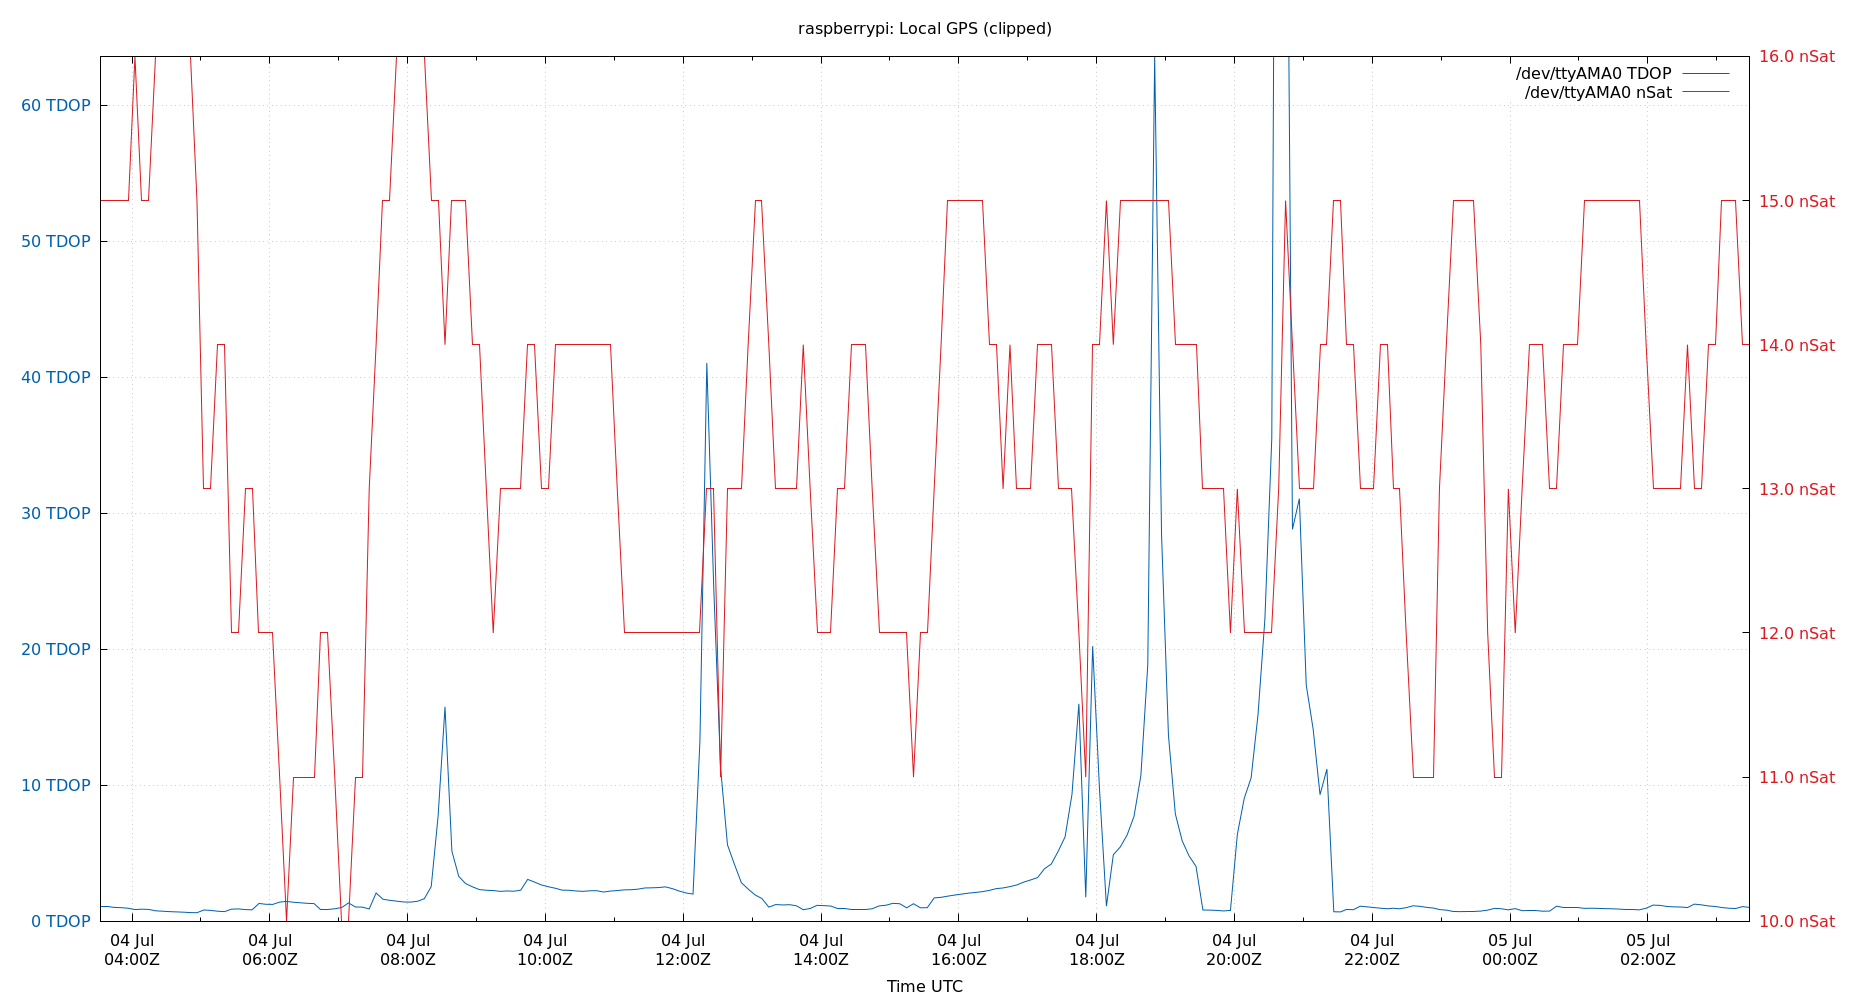 raspberrypi: Local GPS (clipped)
/dev/ttyAMA0 TDOP
/dev/ttyAMA0 nSat
60 TDOP
50 TDOP
40 TDOP
30 TDOP
20 TDOP
10 TDOP
0 TDOP
16.0 nSat
15.0 nSat
14.0 nSat
13.0 nSat
12.0 nSat
11.0 nSat
10.0 nSat
04 Jul
04:00Z
04 Jul
06:00Z
04 Jul
08:00Z
04 Jul
10:00Z
04 Jul
12:00Z
04 Jul
14:00Z
04 Jul
16:00Z
04 Jul
18:00Z
04 Jul
20:00Z
04 Jul
22:00Z
05 Jul
00:00Z
05 Jul
02:00Z
Time UTC